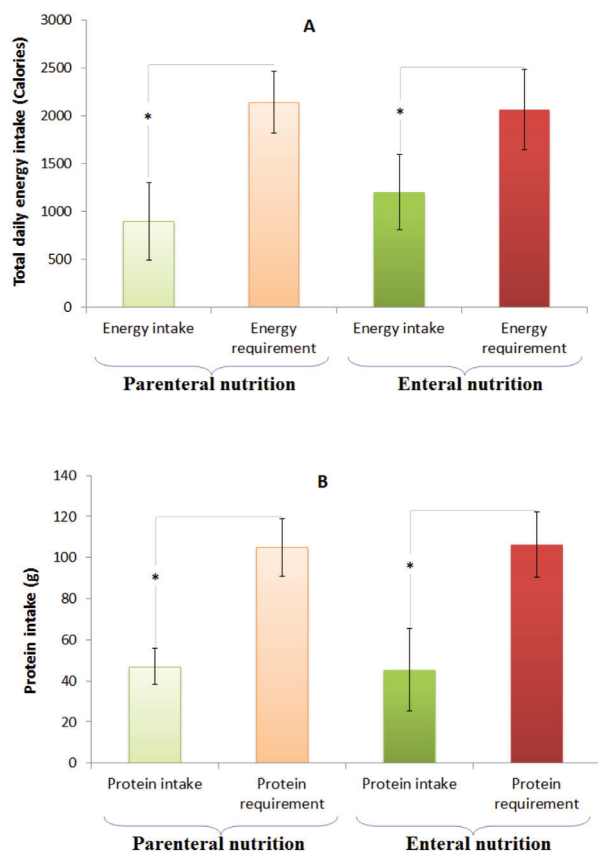 A
Total daily energy intake (Calories)
3000
2500
2000
1500
1000
500
0
*
*
Energy intake
Energy
requirement
Energy intake
Energy
requirement
Parenteral nutrition
Enteral nutrition
B
Protein intake (g)
140
120
100
80
60
40
20
0
*
*
Protein intake
Protein
requirement
Protein intake
Protein
requirement
Parenteral nutrition
Enteral nutrition